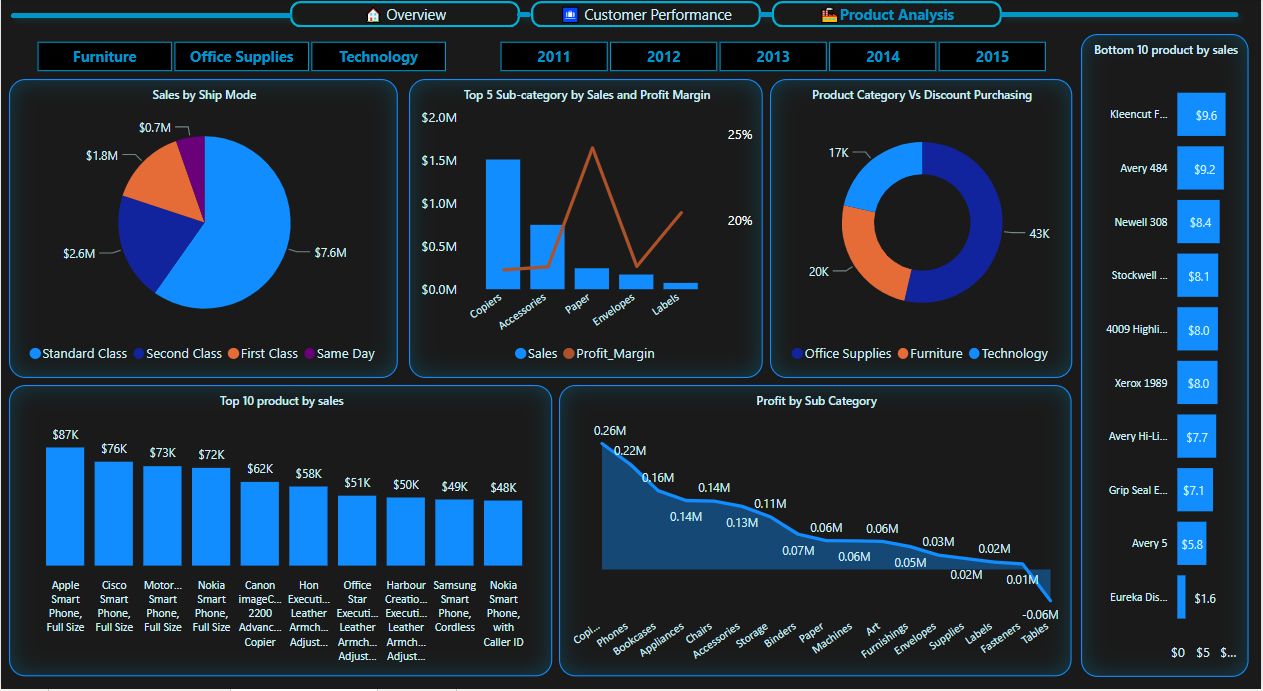 Overview
Customer Performance
Product Analysis
Furniture
Office Supplies
Technology
2011
2012
2013
2014
2015
Sales by Ship Mode
$0.7M
$1.8M
$2.6M
$7.6M
Standard Class
Second Class
First Class
Same Day
Top 5 Sub-category by Sales and Profit Margin
$2.0M
$1.5M
$1.0M
$0.5M
$0.0M
25%
20%
Copiers
Accessories
Paper
Envelopes
Labels
Sales
Profit_Margin
Product Category Vs Discount Purchasing
17K
43K
20K
Office Supplies
Furniture
Technology
Bottom 10 product by sales
Kleencut F... $9.6
Avery 484 $9.2
Newell 308 $8.4
Stockwell ... $8.1
4009 Highli... $8.0
Xerox 1989 $8.0
Avery Hi-Li... $7.7
Grip Seal E... $7.1
Avery 5 $5.8
Eureka Dis... $1.6
$0 $5 $...
Top 10 product by sales
$87K
$76K
$73K
$72K
$62K
$58K
$51K
$50K
$49K
$48K
Apple
Smart
Phone,
Full Size
Cisco
Smart
Phone,
Full Size
Motor...
Smart
Phone,
Full Size
Nokia
Smart
Phone,
Full Size
Canon
imageC...
2200
Advanc...
Copier
Hon
Executi...
Leather
Armch...
Adjust...
Office
Star
Executi...
Leather
Armch...
Adjust...
Harbour
Creatio...
Executi...
Leather
Armch...
Adjust...
Samsung
Smart
Phone,
Cordless
Nokia
Smart
Phone,
with
Caller ID
Profit by Sub Category
0.26M
0.22M
0.16M
0.14M
0.14M
0.13M
0.11M
0.07M
0.06M
0.06M
0.06M
0.05M
0.03M
0.02M
0.02M
0.01M
-0.06M
Copi...
Phones
Bookcases
Appliances
Chairs
Accessories
Storage
Binders
Paper
Machines
Art
Furnishings
Envelopes
Supplies
Labels
Fasteners
Tables